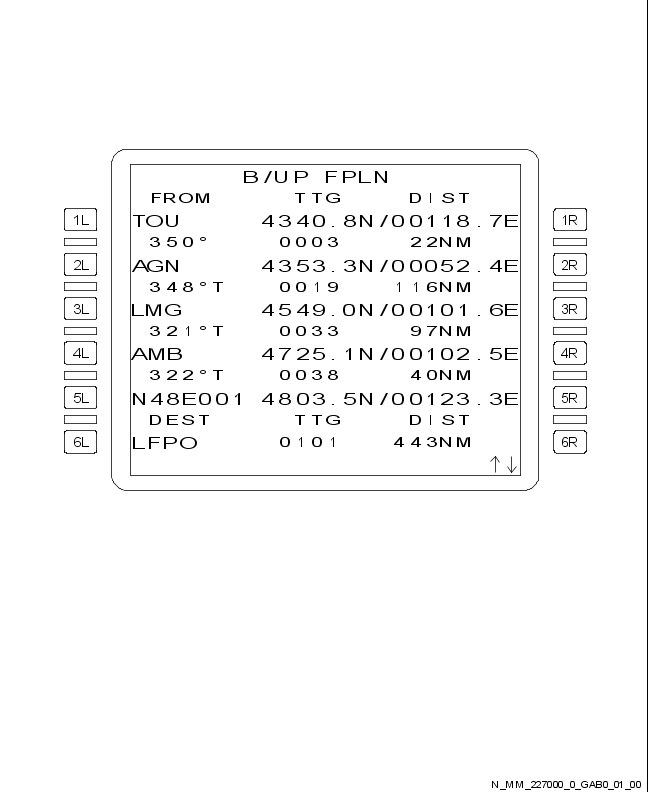 B/UP FPLN
FROM TTG DIST
1L TOU 4340.8N/00118.7E 1R
350° 0003 22NM
2L AGN 4353.3N/00052.4E 2R
348°T 0019 116NM
3L LMG 4549.0N/00101.6E 3R
321°T 0033 97NM
4L AMB 4725.1N/00102.5E 4R
322°T 0038 40NM
5L N48E001 4803.5N/00123.3E 5R
DEST TTG DIST
6L LFPO 0101 443NM 6R
↑↓
N_MM_227000_0_GAB0_01_00